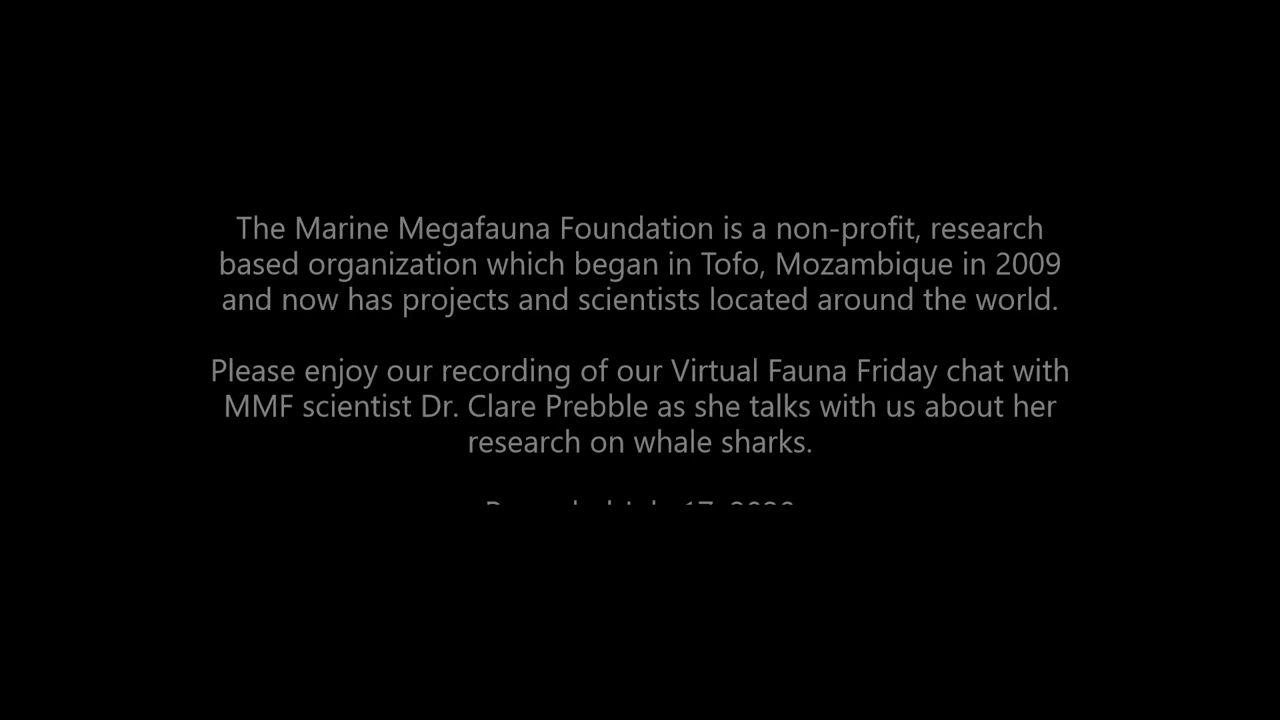 The Marine Megafauna Foundation is a non-profit, research
based organization which began in Tofo, Mozambique in 2009
and now has projects and scientists located around the world.
Please enjoy our recording of our Virtual Fauna Friday chat with
MMF scientist Dr. Clare Prebble as she talks with us about her
research on whale sharks.